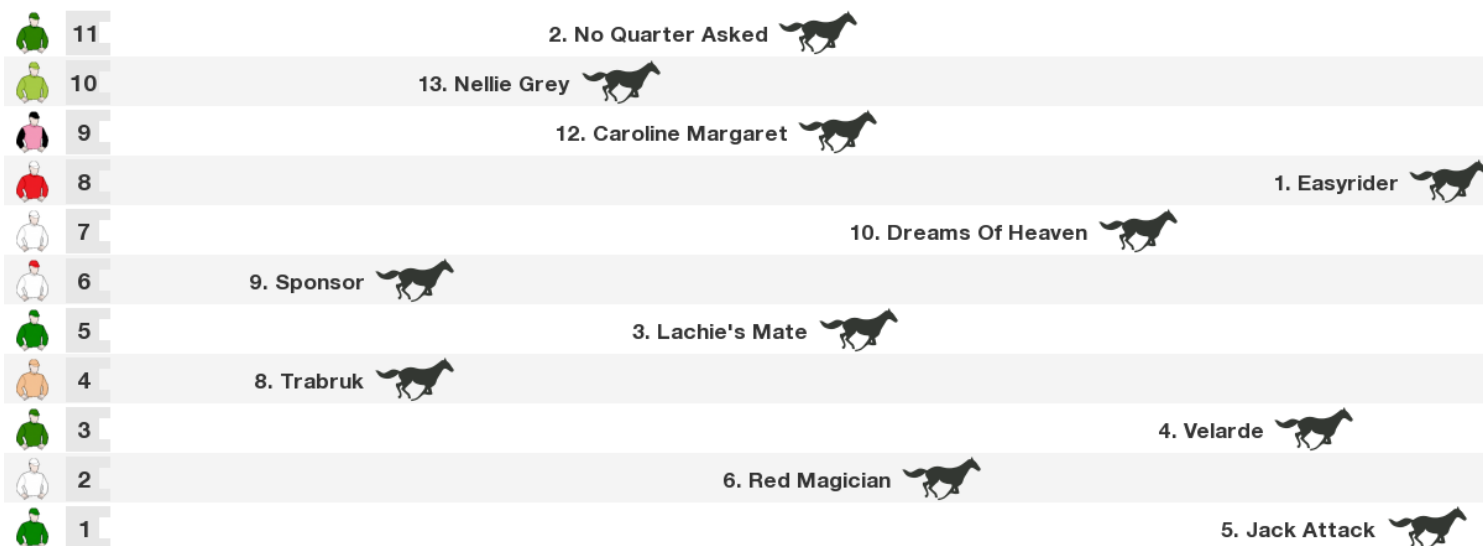 11 2. No Quarter Asked
10 13. Nellie Grey
9 12. Caroline Margaret
8 1. Easyrider
7 10. Dreams Of Heaven
6 9. Sponsor
5 3. Lachie's Mate
4 8. Trabruk
3 4. Velarde
2 6. Red Magician
1 5. Jack Attack